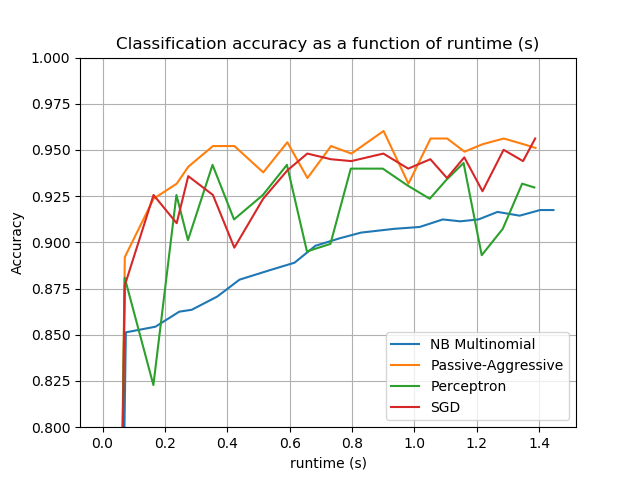 Classification accuracy as a function of runtime (s)
1.000
0.975
0.950
0.925
0.900
0.875
0.850
0.825
0.800
Accuracy
NB Multinomial
Passive-Aggressive
Perceptron
SGD
0.0 0.2 0.4 0.6 0.8 1.0 1.2 1.4
runtime (s)